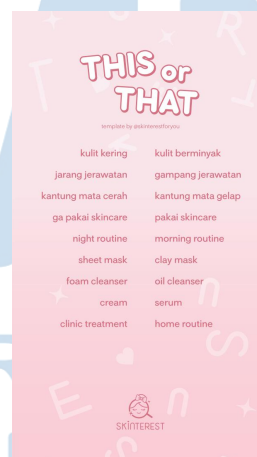 THIS or
THAT
template by @skinterestforyou
kulit kering kulit berminyak
jarang jerawatan gampang jerawatan
kantung mata cerah kantung mata gelap
ga pakai skincare pakai skincare
night routine morning routine
sheet mask clay mask
foam cleanser oil cleanser
cream serum
clinic treatment home routine
SKINTEREST